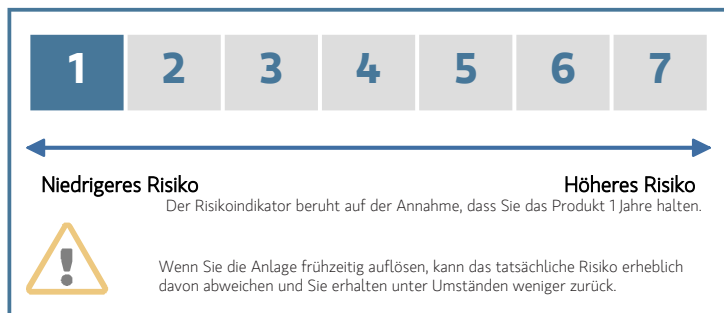 1 2 3 4 5 6 7
Niedrigeres Risiko Höheres Risiko
Der Risikoindikator beruht auf der Annahme, dass Sie das Produkt 1 Jahre halten.
!
Wenn Sie die Anlage frühzeitig auflösen, kann das tatsächliche Risiko erheblich
davon abweichen und Sie erhalten unter Umständen weniger zurück.